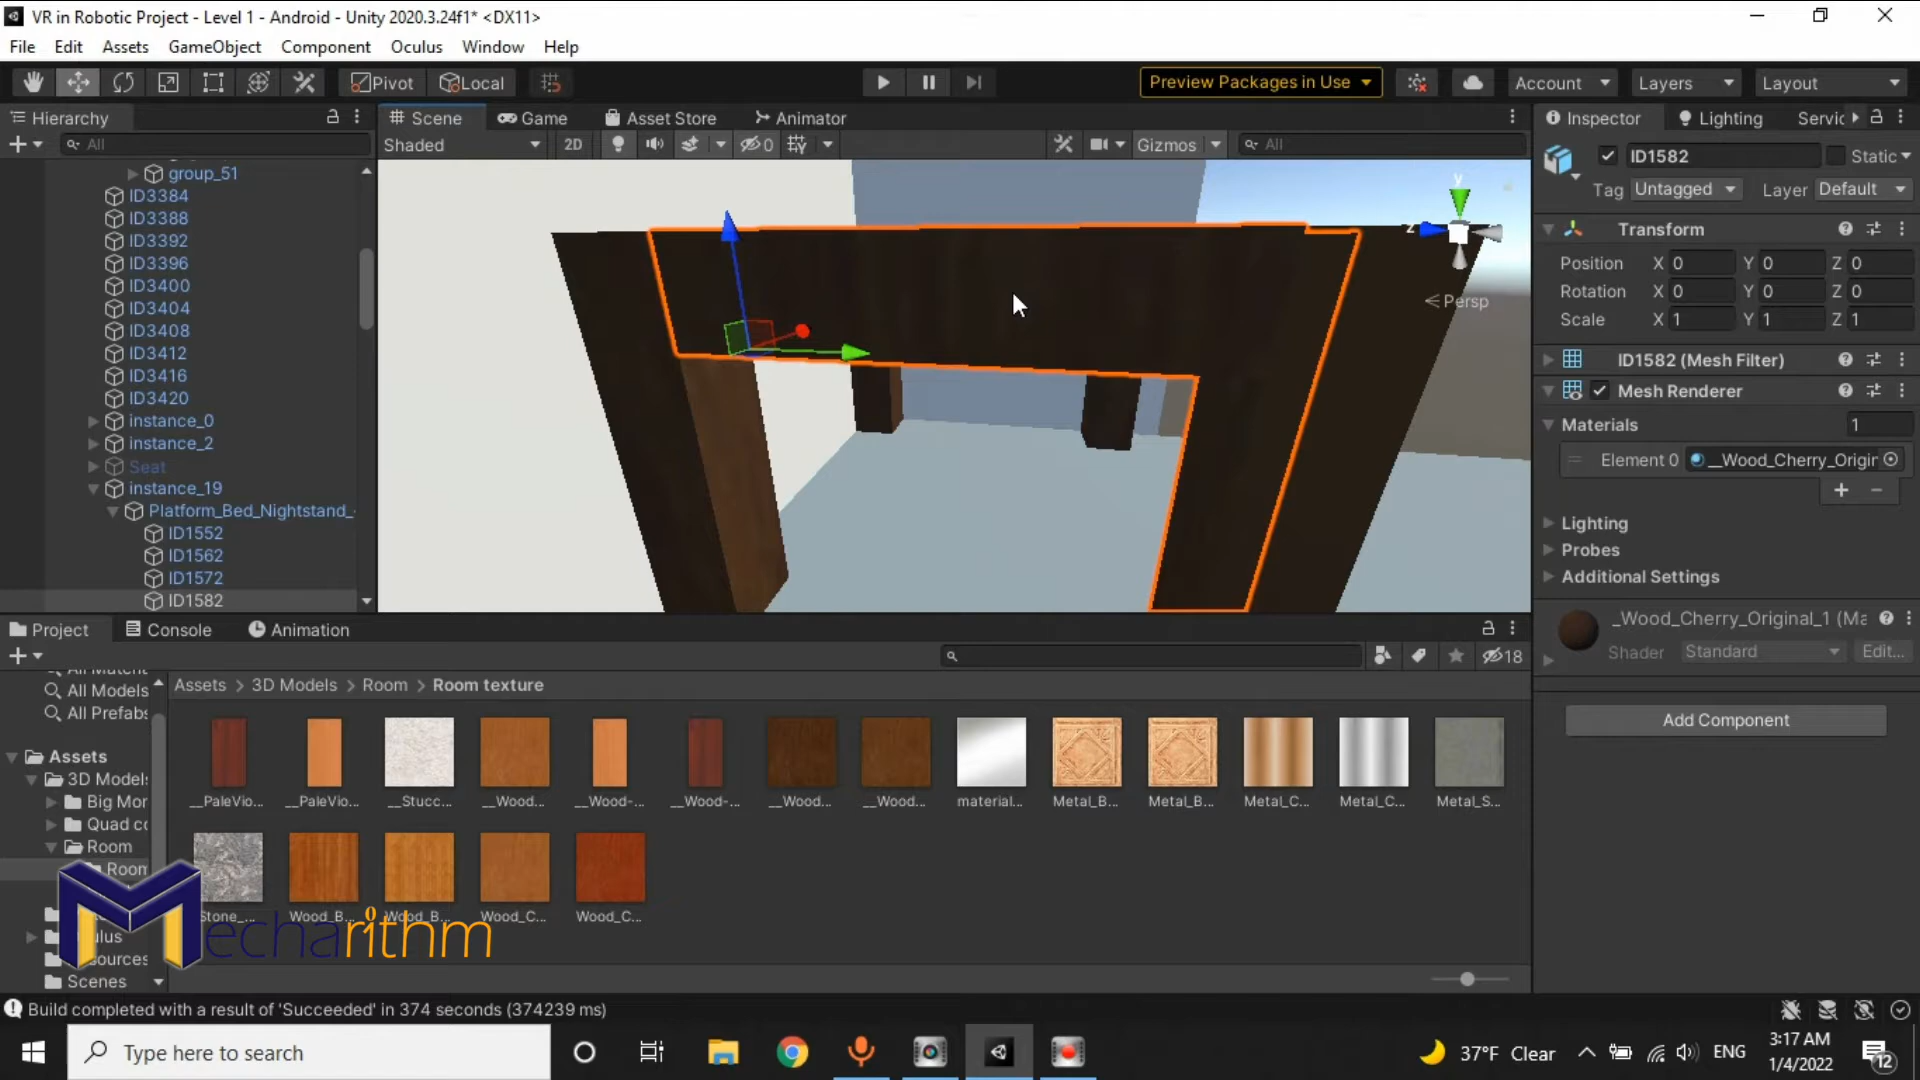 VR in Robotic Project - Level 1 - Android - Unity 2020.3.24f1* <DX11>
File Edit Assets GameObject Component Oculus Window Help
Pivot Local Preview Packages in Use Account Layers Layout
Hierarchy Scene Game Asset Store Animator Inspector Lighting Servic
All Shaded 2D 0 Gizmos All ID1582 Static
Tag Untagged Layer Default
group_51
ID3384
ID3388
ID3392
ID3396
ID3400
ID3404
ID3408
ID3412
ID3416
ID3420
instance_0
instance_2
Seat
instance_19
Platform_Bed_Nightstand_
ID1552
ID1562
ID1572
ID1582
y
z
Persp
Transform
Position X 0 Y 0 Z 0
Rotation X 0 Y 0 Z 0
Scale X 1 Y 1 Z 1
ID1582 (Mesh Filter)
Mesh Renderer
Materials 1
Element 0 __Wood_Cherry_Origir
Lighting
Probes
Additional Settings
_Wood_Cherry_Original_1 (Ma
Shader Standard Edit...
Add Component
Project Console Animation
18
All Models
All Prefabs
Assets > 3D Models > Room > Room texture
Assets
3D Models
Big Mor
Quad co
Room
Room
ulus
esources
Scenes
__PaleVio... __PaleVio... __Stucc... __Wood... __Wood-... __Wood-... __Wood... __Wood... material... Metal_B... Metal_B... Metal_C... Metal_C... Metal_S...
Stone_... Wood_B... Wood_B... Wood_C... Wood_C...
Mecharithm
Build completed with a result of 'Succeeded' in 374 seconds (374239 ms)
Type here to search
37°F Clear ENG 3:17 AM
1/4/2022 12